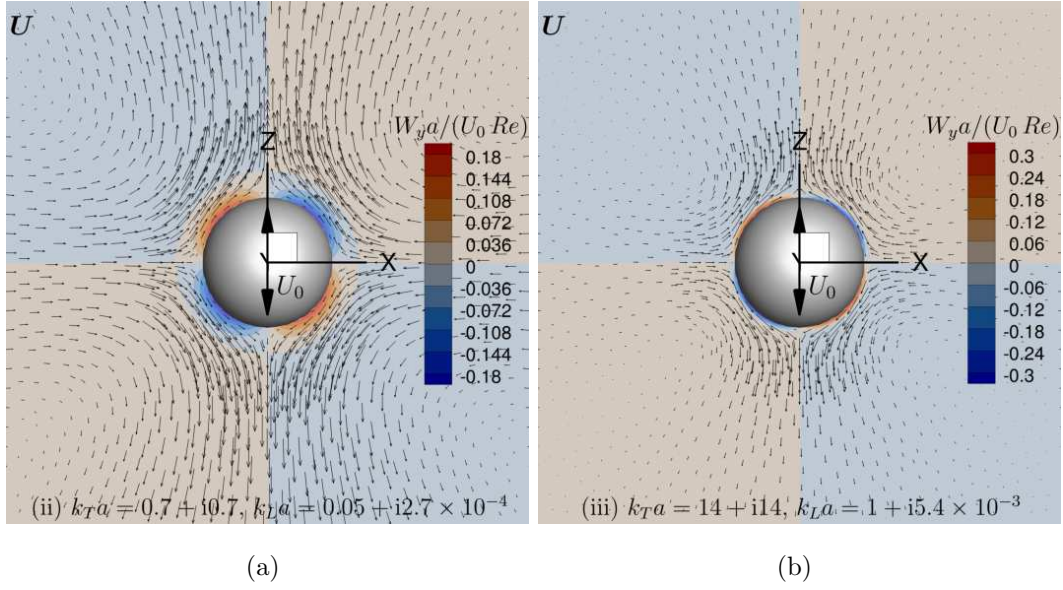 U
W_y a/(U_0 Re)
0.18
0.144
0.108
0.072
0.036
0
-0.036
-0.072
-0.108
-0.144
-0.18
Z
Y
X
U_0
(ii) k_T a = 0.7 + i0.7, k_L a = 0.05 + i2.7 × 10^{-4}
(a)
U
W_y a/(U_0 Re)
0.3
0.24
0.18
0.12
0.06
0
-0.06
-0.12
-0.18
-0.24
-0.3
Z
Y
X
U_0
(iii) k_T a = 14 + i14, k_L a = 1 + i5.4 × 10^{-3}
(b)